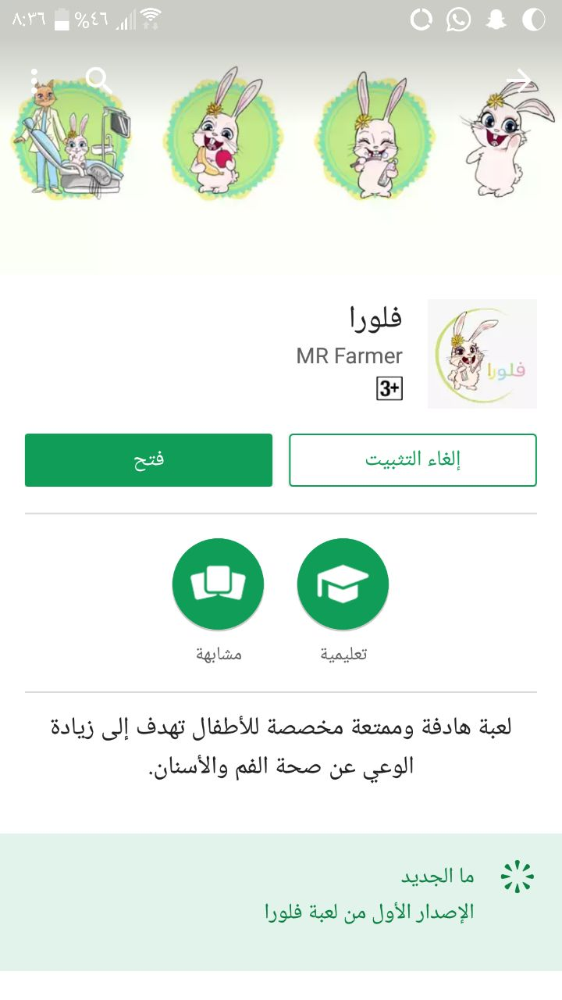 ٨:٣٦ %٤٦
فلورا
فلورا
MR Farmer
3+
إلغاء التثبيت
فتح
تعليمية
مشابهة
لعبة هادفة وممتعة مخصصة للأطفال تهدف إلى زيادة
الوعي عن صحة الفم والأسنان.
ما الجديد
الإصدار الأول من لعبة فلورا